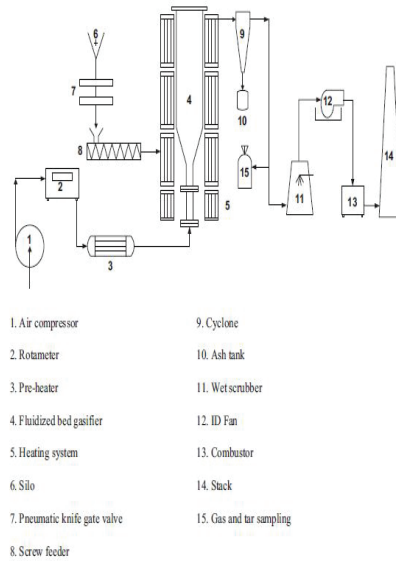 6
9
4
7
12
10
8
14
15
2
11
13
1
5
3
1. Air compressor
2. Rotameter
3. Pre-heater
4. Fluidized bed gasifier
5. Heating system
6. Silo
7. Pneumatic knife gate valve
8. Screw feeder
9. Cyclone
10. Ash tank
11. Wet scrubber
12. ID Fan
13. Combustor
14. Stack
15. Gas and tar sampling